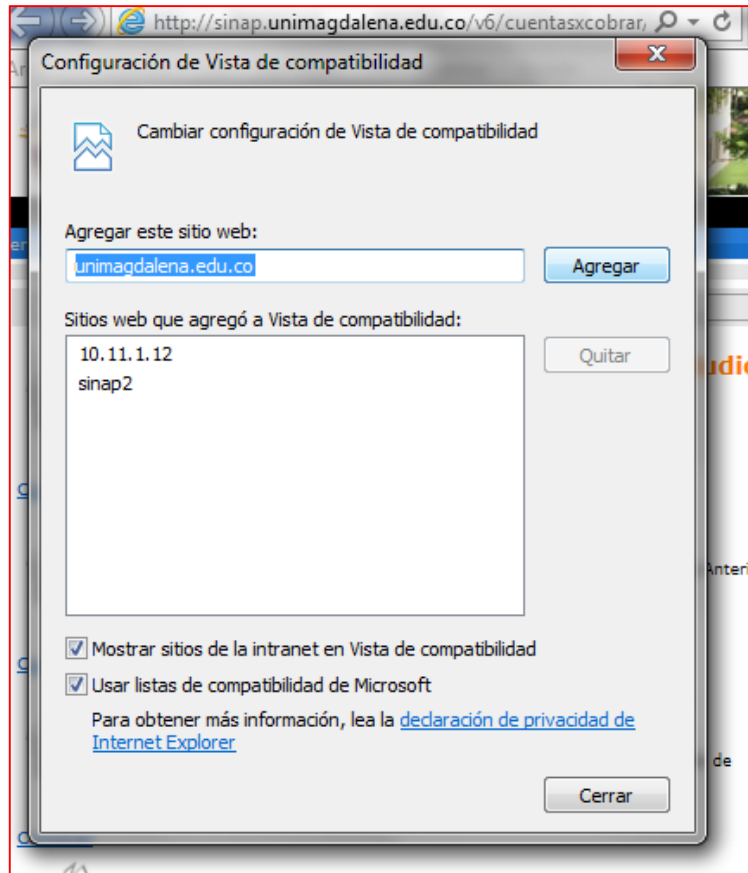 http://sinap.unimagdalena.edu.co/v6/cuentasxcobrar,
Configuración de Vista de compatibilidad
Cambiar configuración de Vista de compatibilidad
Agregar este sitio web:
unimagdalena.edu.co
Agregar
Sitios web que agregó a Vista de compatibilidad:
10.11.1.12
sinap2
Quitar
Mostrar sitios de la intranet en Vista de compatibilidad
Usar listas de compatibilidad de Microsoft
Para obtener más información, lea la declaración de privacidad de
Internet Explorer
de
Cerrar